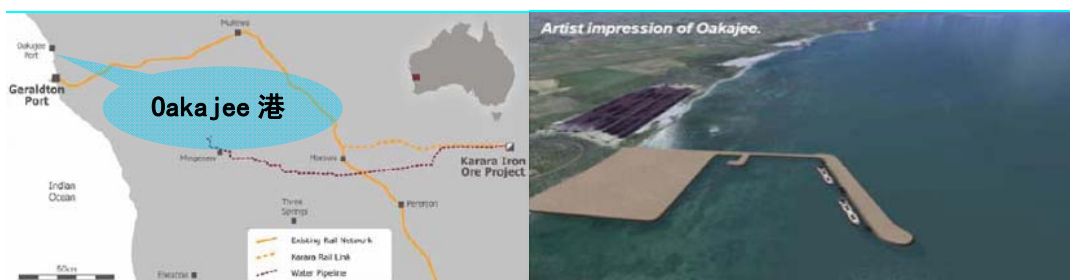 Mullewa
Oakajee
Port
Geraldton
Port
Oakajee 港
Mingenew
Morawa
Karara Iron
Ore Project
Indian
Ocean
Three
Springs
Perenjori
Existing Rail Network
Karara Rail Link
Water Pipeline
50km
Eneabba
Artist impression of Oakajee.